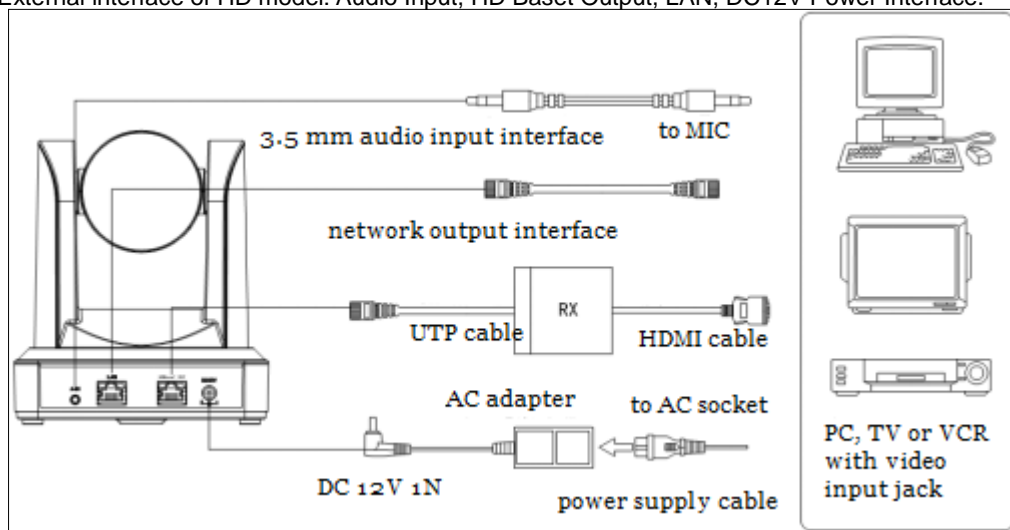 External interface of HD model: Audio Input, HD Baset Output, LAN, DC12V Power Interface.
3.5 mm audio input interface
to MIC
network output interface
RX
UTP cable
HDMI cable
AC adapter
to AC socket
DC 12V 1N
power supply cable
PC, TV or VCR
with video
input jack